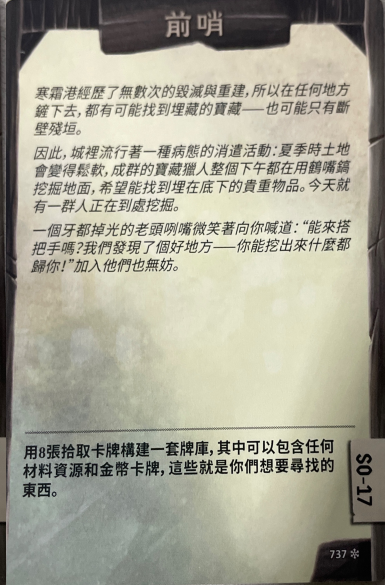 前哨
寒霜港經歷了無數次的毀滅與重建，所以在任何地方
鏟下去，都有可能找到埋藏的寶藏——也可能只有斷
壁殘垣。
因此，城裡流行著一種病態的消遣活動：夏季時土地
會變得鬆軟，成群的寶藏獵人整個下午都在用鶴嘴鎬
挖掘地面，希望能找到埋在底下的貴重物品。今天就
有一群人正在到處挖掘。
一個牙都掉光的老頭咧嘴微笑著向你喊道：“能來搭
把手嗎？我們發現了個好地方——你能挖出來什麼都
歸你！”加入他們也無妨。
用8張拾取卡牌構建一套牌庫，其中可以包含任何
材料資源和金幣卡牌，這些就是你們想要尋找的
東西。
SO-17
737